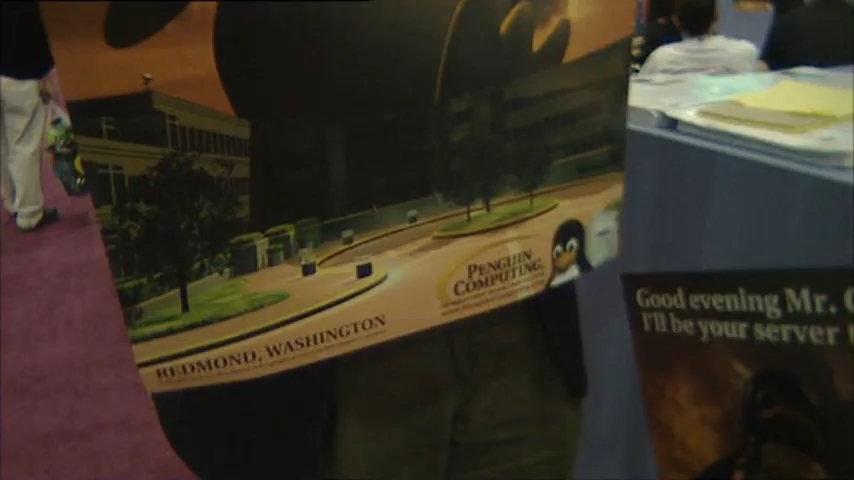 PENGUIN
COMPUTING
REDMOND, WASHINGTON
Good evening Mr.
I'll be your server